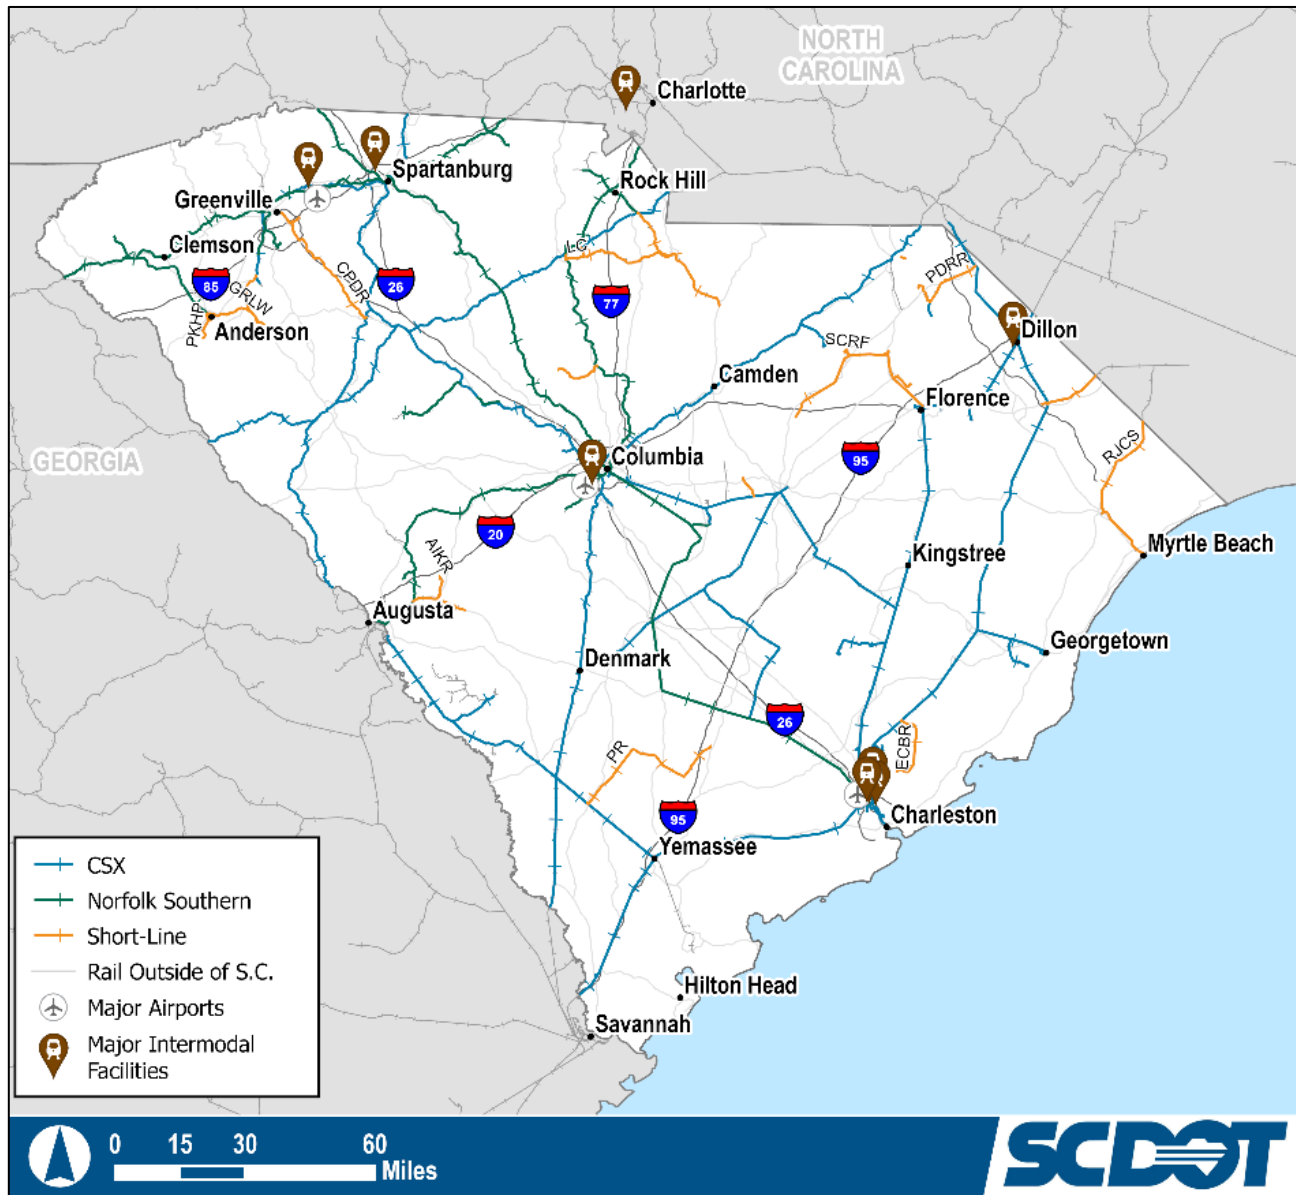 NORTH
CAROLINA
Charlotte
Spartanburg
Rock Hill
Greenville
Clemson
LC
PDRR
85
26
CPDR
GRLW
PKHP
77
Anderson
Dillon
SCRF
Camden
Florence
GEORGIA
Columbia
95
RJCS
20
AIKR
Kingstree
Myrtle Beach
Augusta
Georgetown
Denmark
26
PR
ECBR
95
Charleston
Yemassee
CSX
Norfolk Southern
Short-Line
Rail Outside of S.C.
Major Airports
Major Intermodal
Facilities
Hilton Head
Savannah
0 15 30 60
Miles
SCDOT